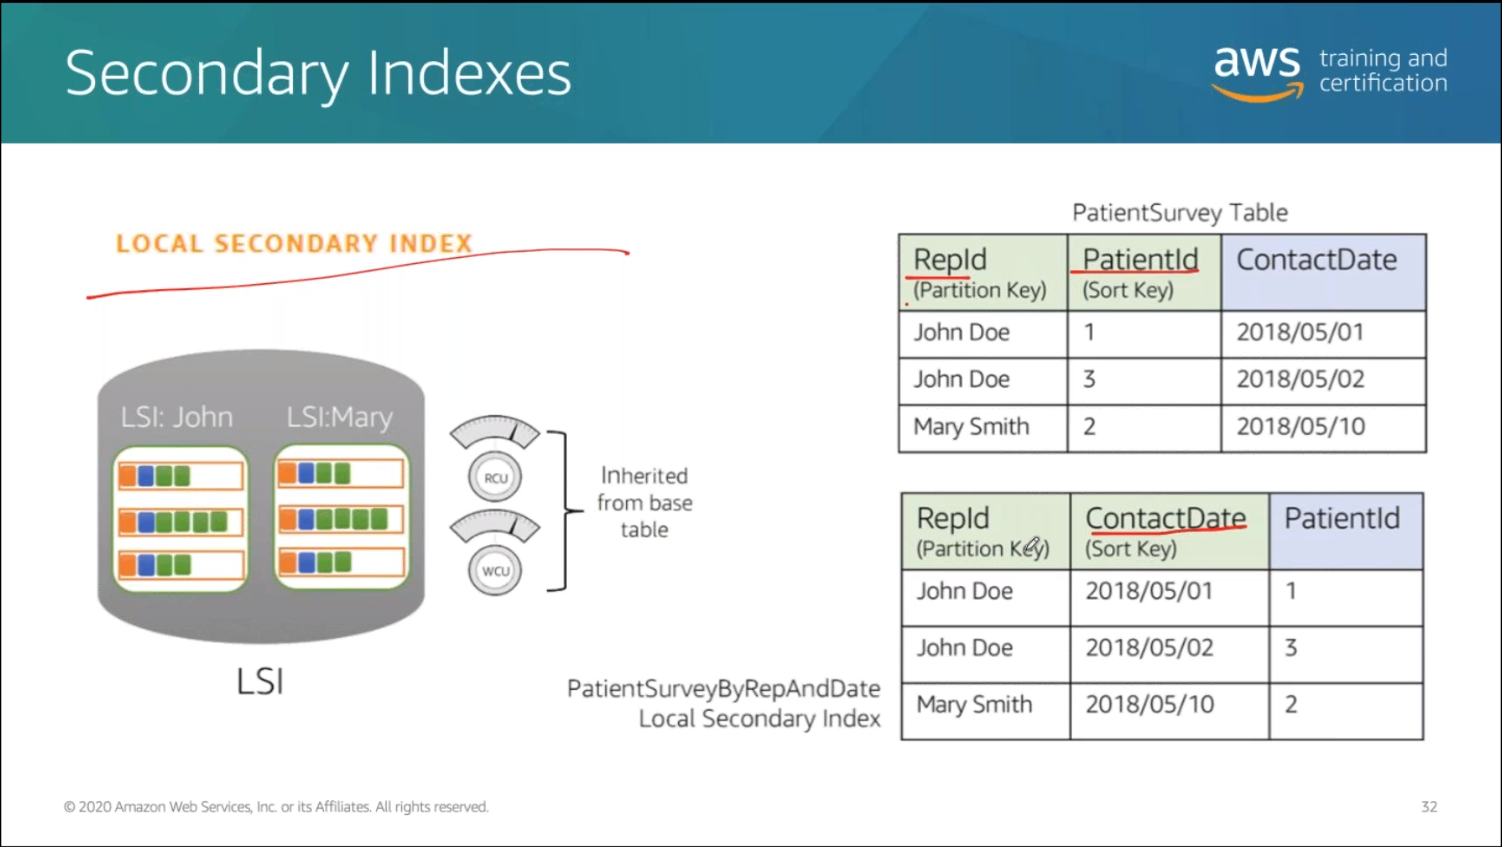 Secondary Indexes
aws training and certification
LOCAL SECONDARY INDEX
LSI: John
LSI:Mary
RCU
WCU
Inherited
from base
table
LSI
PatientSurvey Table
RepId PatientId ContactDate
(Partition Key) (Sort Key)
John Doe 1 2018/05/01
John Doe 3 2018/05/02
Mary Smith 2 2018/05/10
PatientSurveyByRepAndDate
Local Secondary Index
RepId ContactDate PatientId
(Partition Key) (Sort Key)
John Doe 2018/05/01 1
John Doe 2018/05/02 3
Mary Smith 2018/05/10 2
© 2020 Amazon Web Services, Inc. or its Affiliates. All rights reserved.
32